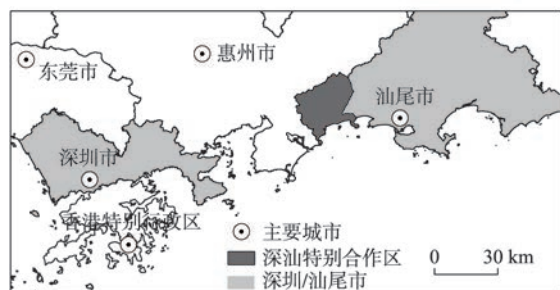 惠州市
东莞市
汕尾市
深圳市
香港特别行政区
主要城市
深汕特别合作区
0 30 km
深圳/汕尾市